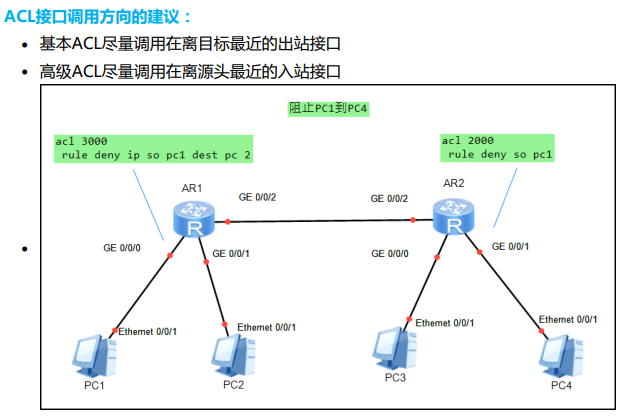 ACL接口调用方向的建议：
• 基本ACL尽量调用在离目标最近的出站接口
• 高级ACL尽量调用在离源头最近的入站接口
阻止PC1到PC4
acl 3000
rule deny ip so pc1 dest pc 2
acl 2000
rule deny so pc1
AR1
AR2
GE 0/0/2
GE 0/0/2
GE 0/0/0
GE 0/0/1
GE 0/0/0
GE 0/0/1
R
R
Ethernet 0/0/1
Ethernet 0/0/1
Ethernet 0/0/1
Ethernet 0/0/1
PC1
PC2
PC3
PC4